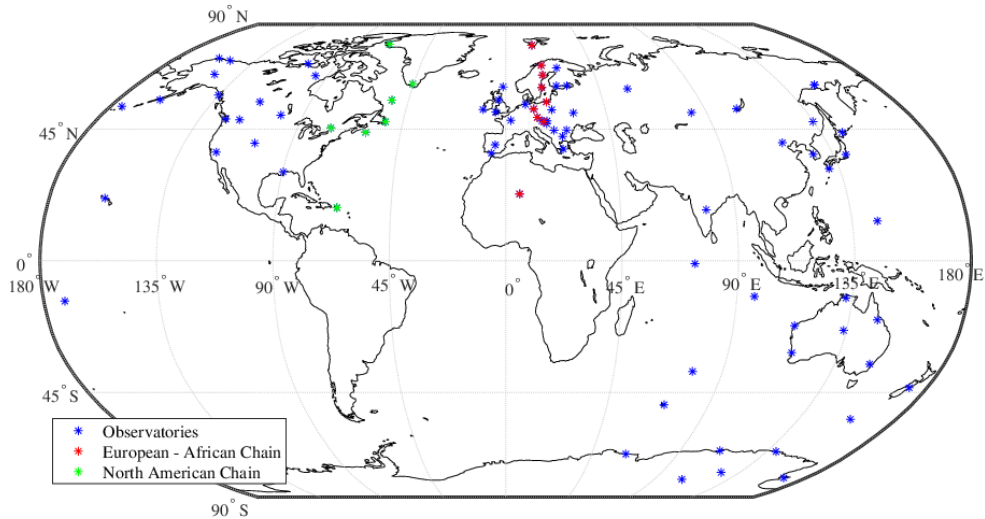 90° N
45° N
0°
180° W
135° W
90° W
45° W
0°
45° E
90° E
135° E
180° E
45° S
Observatories
European - African Chain
North American Chain
90° S